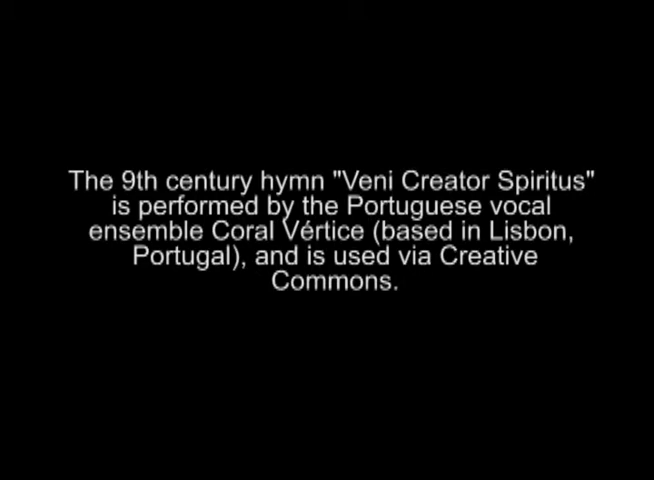 The 9th century hymn "Veni Creator Spiritus"
is performed by the Portuguese vocal
ensemble Coral Vértice (based in Lisbon,
Portugal), and is used via Creative
Commons.